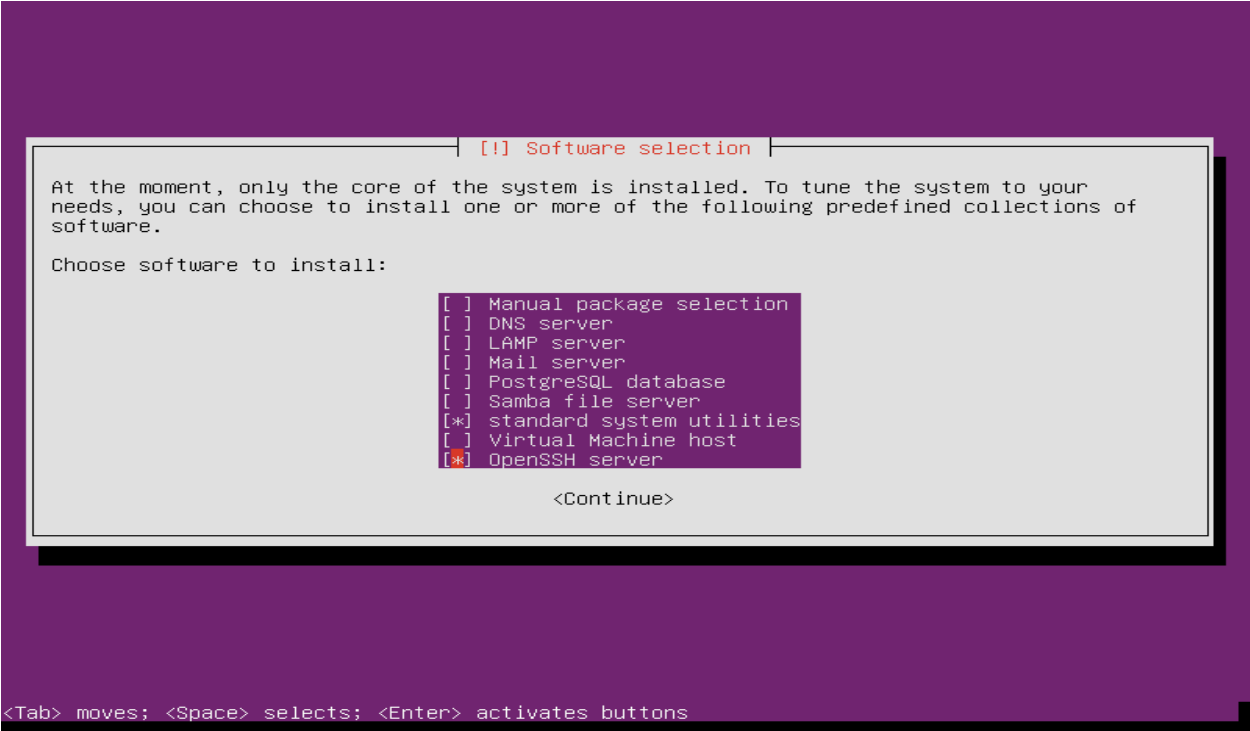 [!] Software selection
At the moment, only the core of the system is installed. To tune the system to your
needs, you can choose to install one or more of the following predefined collections of
software.
Choose software to install:
[ ] Manual package selection
[ ] DNS server
[ ] LAMP server
[ ] Mail server
[ ] PostgreSQL database
[ ] Samba file server
[*] standard system utilities
[ ] Virtual Machine host
[*] OpenSSH server
<Continue>
<Tab> moves; <Space> selects; <Enter> activates buttons